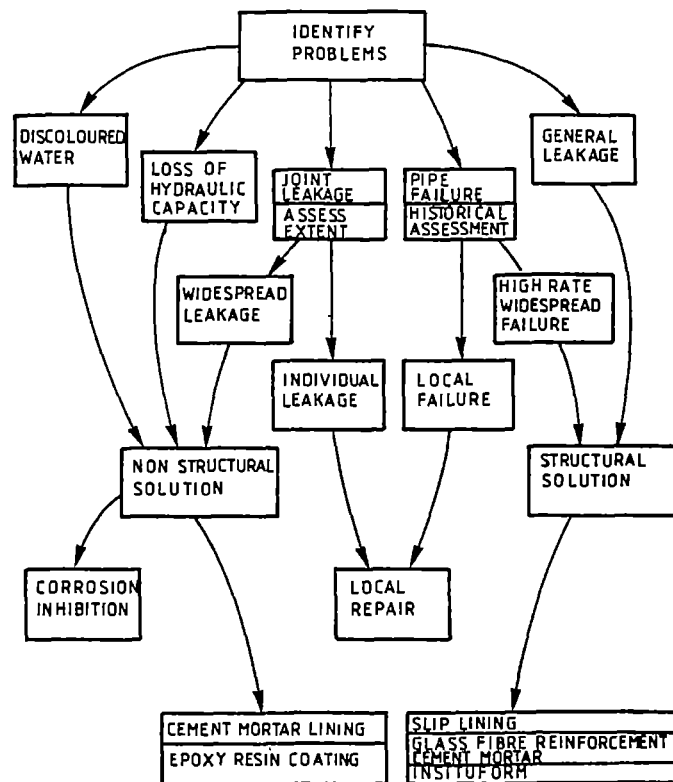 IDENTIFY
PROBLEMS
DISCOLOURED
WATER
LOSS OF
HYDRAULIC
CAPACITY
JOINT
LEAKAGE
ASSESS
EXTENT
PIPE
FAILURE
HISTORICAL
ASSESSMENT
GENERAL
LEAKAGE
WIDESPREAD
LEAKAGE
HIGH RATE
WIDESPREAD
FAILURE
INDIVIDUAL
LEAKAGE
LOCAL
FAILURE
NON STRUCTURAL
SOLUTION
STRUCTURAL
SOLUTION
CORROSION
INHIBITION
LOCAL
REPAIR
CEMENT MORTAR LINING
EPOXY RESIN COATING
SLIP LINING
GLASS FIBRE REINFORCEMENT
CEMENT MORTAR
INSITUFORM